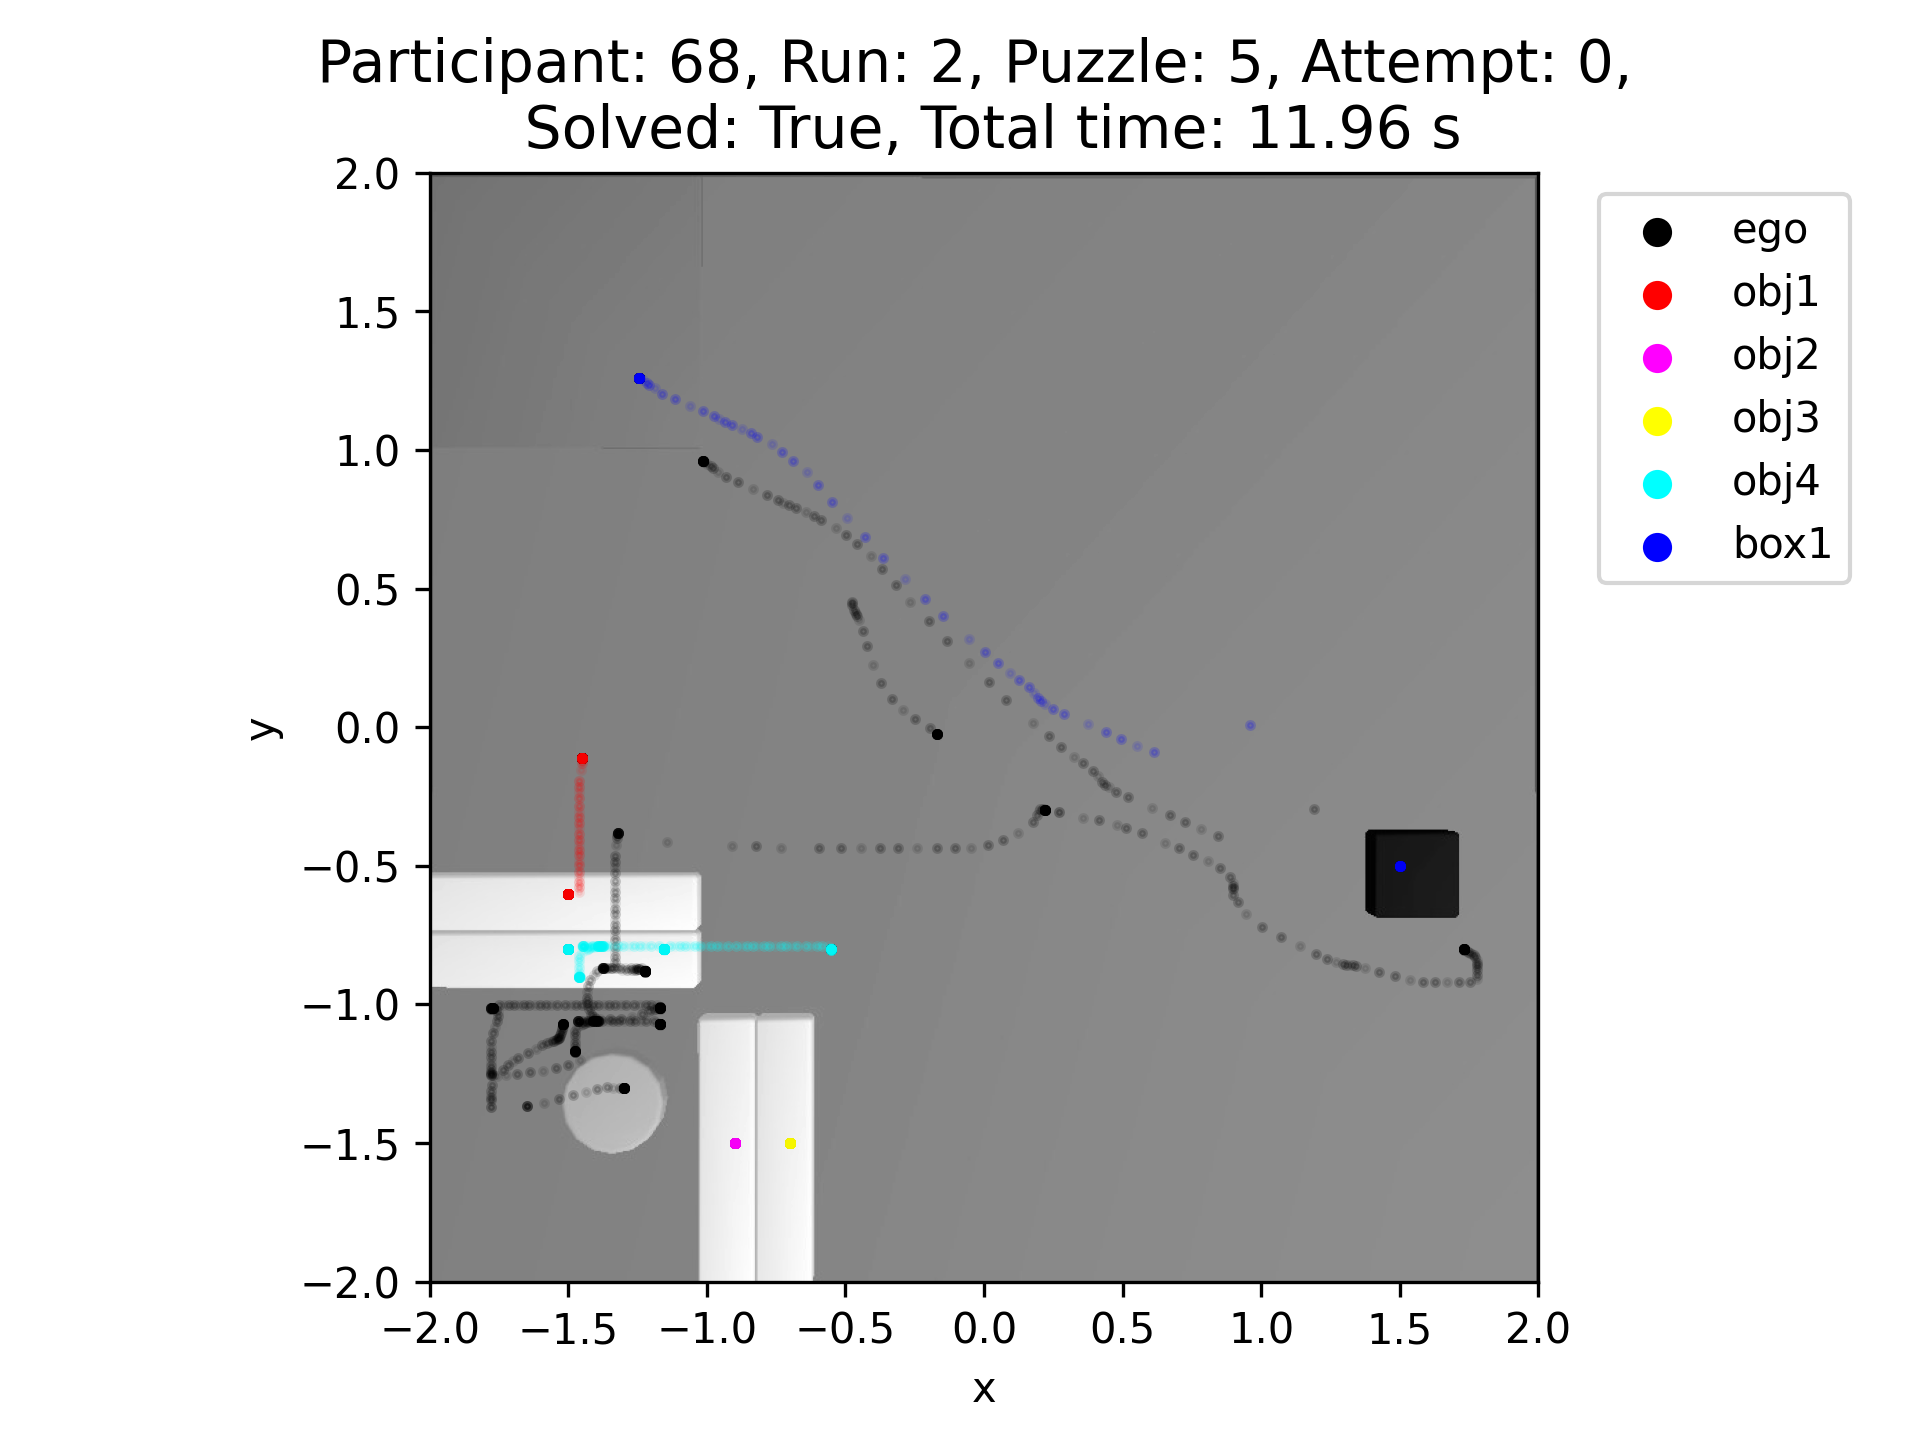 Participant: 68, Run: 2, Puzzle: 5, Attempt: 0,
Solved: True, Total time: 11.96 s
2.0
1.5
1.0
0.5
0.0
−0.5
−1.0
−1.5
−2.0
y
−2.0 −1.5 −1.0 −0.5 0.0 0.5 1.0 1.5 2.0
x
ego
obj1
obj2
obj3
obj4
box1